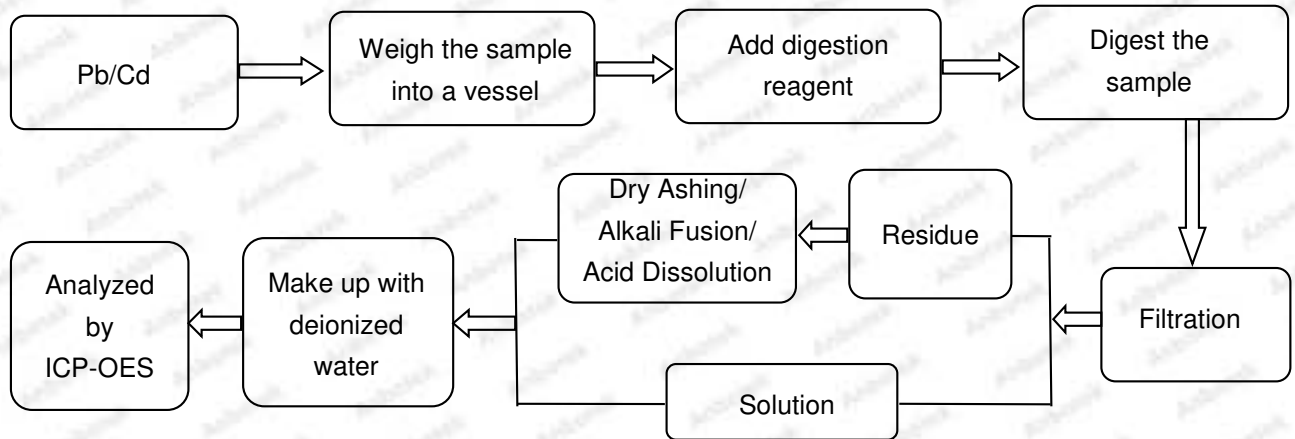 Pb/Cd
Weigh the sample
into a vessel
Add digestion
reagent
Digest the
sample
Filtration
Residue
Solution
Dry Ashing/
Alkali Fusion/
Acid Dissolution
Make up with
deionized
water
Analyzed
by
ICP-OES
Anbotek